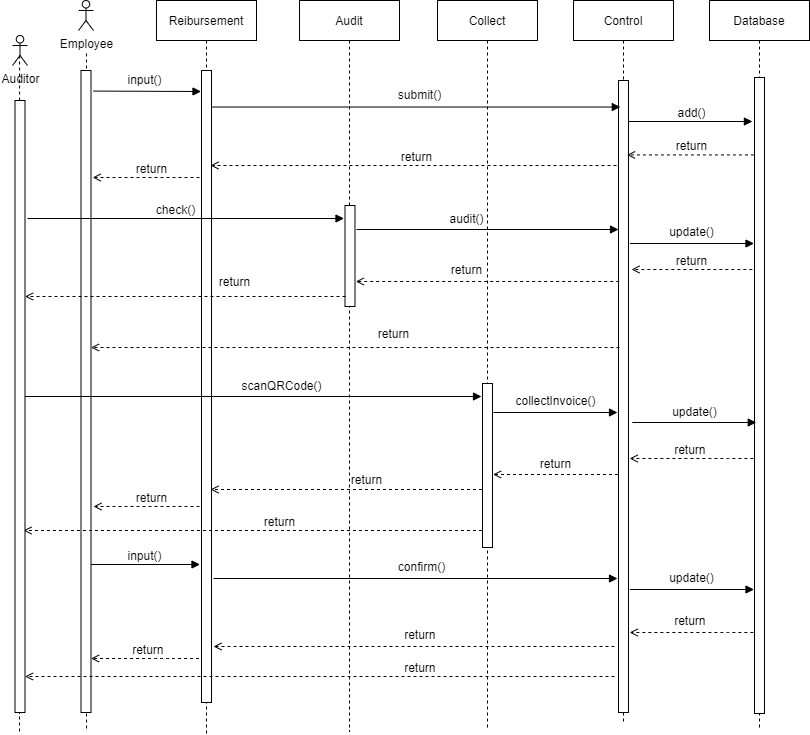 Reibursement
Audit
Collect
Control
Database
Employee
Auditor
input()
submit()
add()
return
return
return
check()
audit()
update()
return
return
return
return
scanQRCode()
collectInvoice()
update()
return
return
return
return
return
input()
confirm()
update()
return
return
return
return